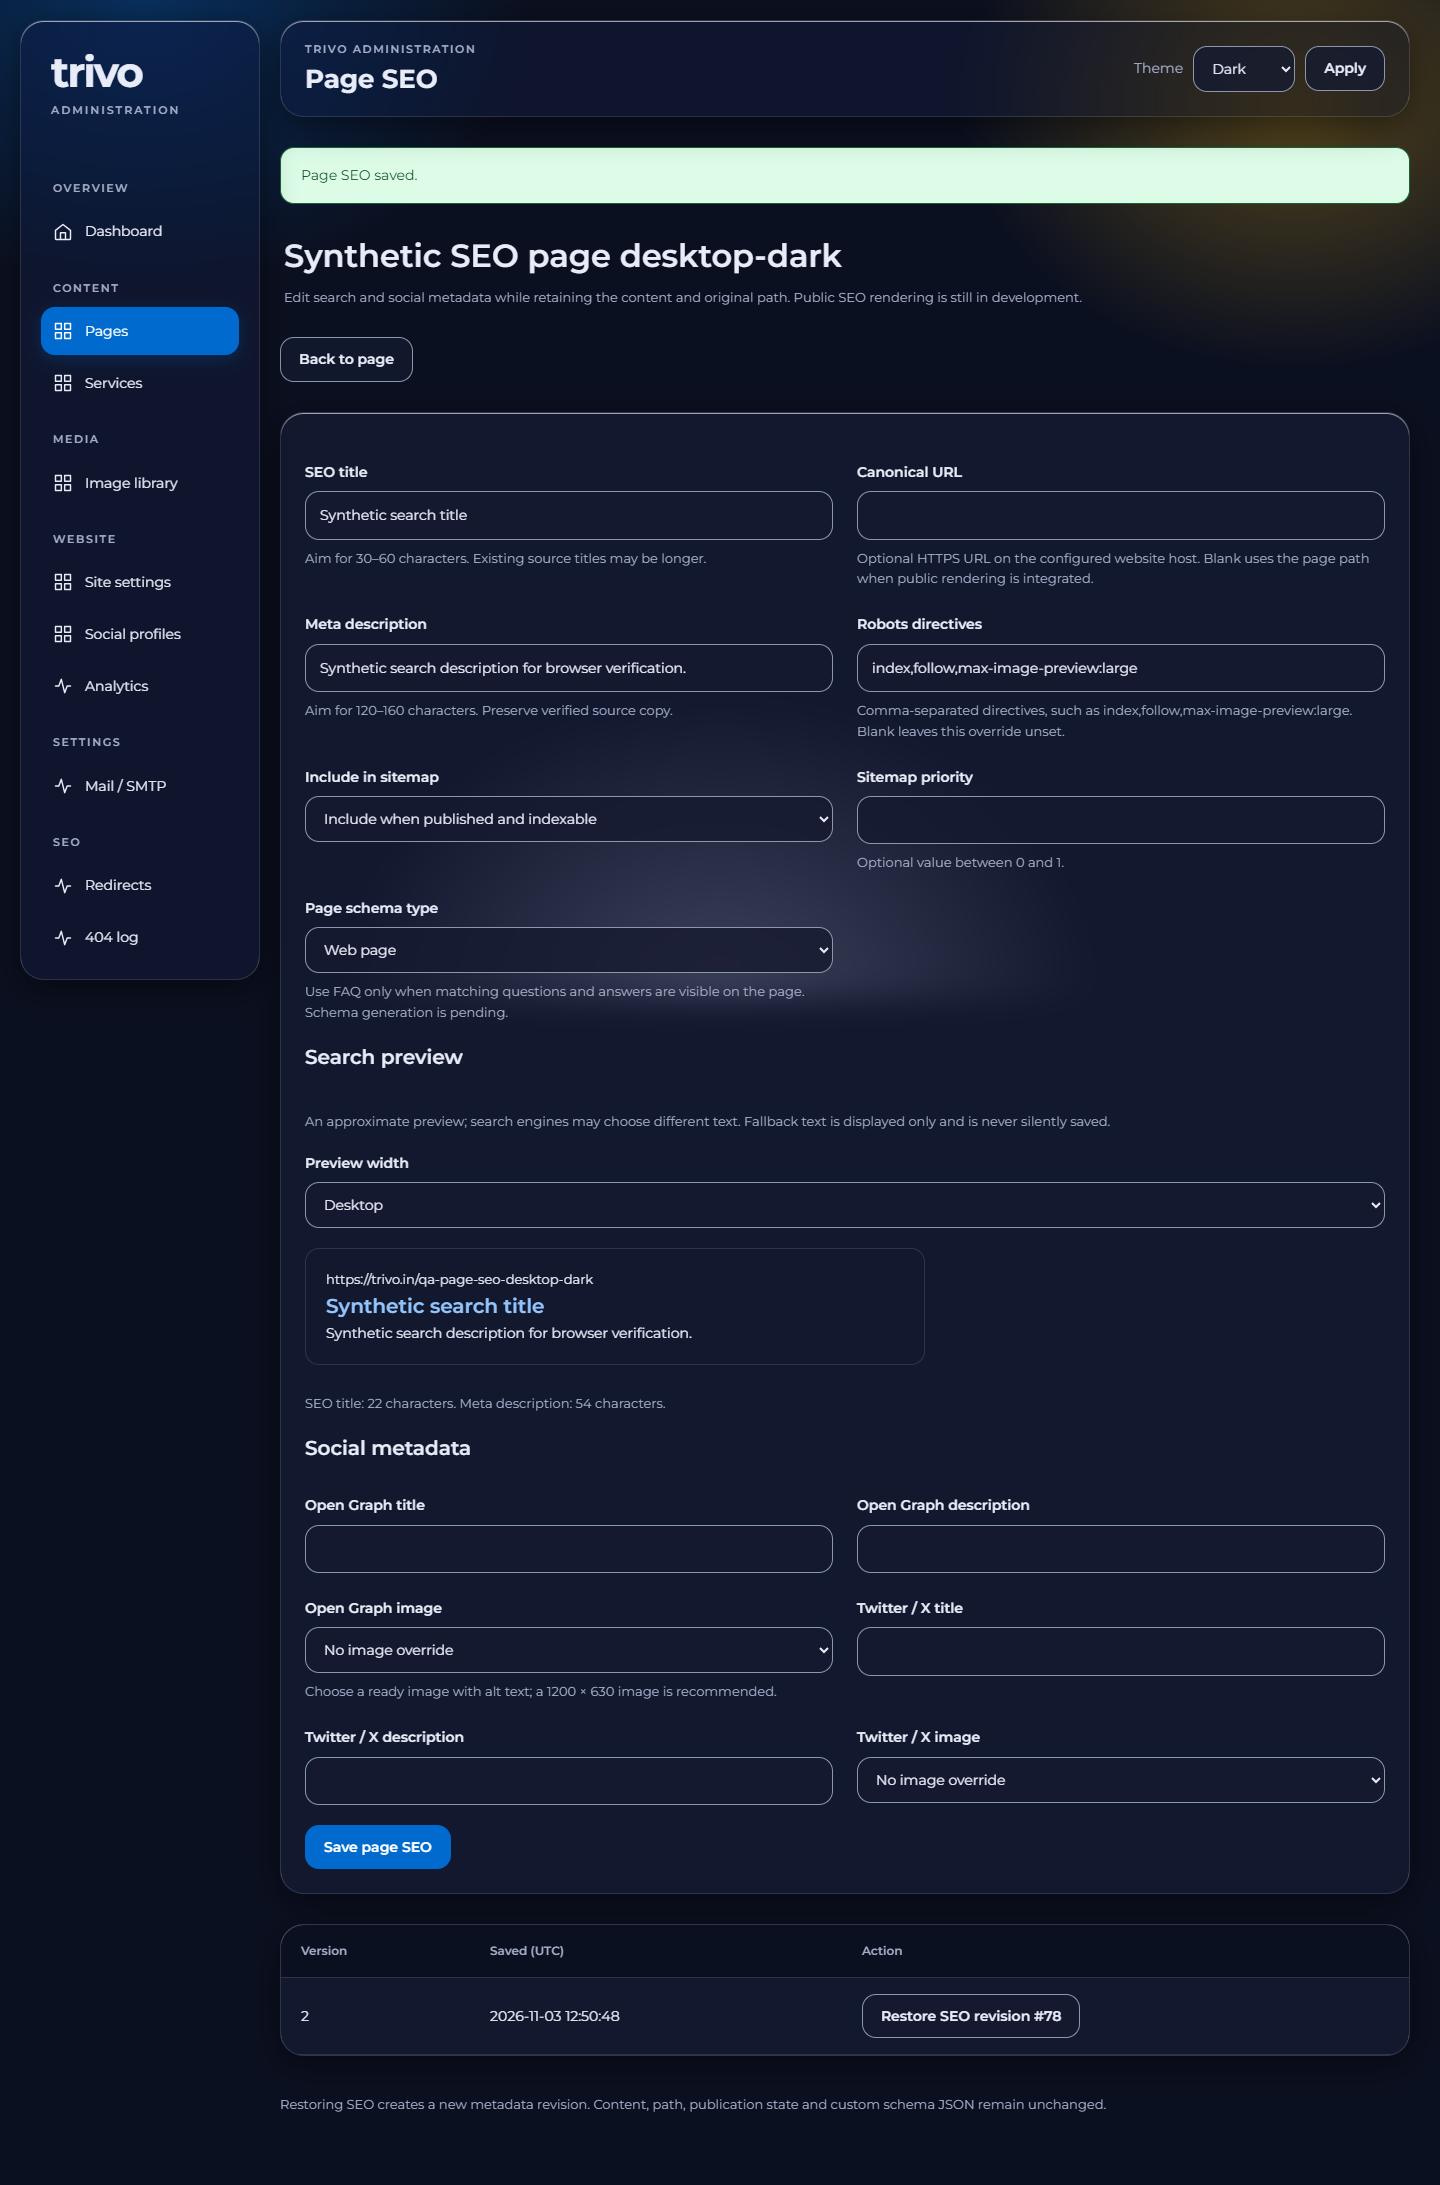 trivo
ADMINISTRATION
OVERVIEW
Dashboard
CONTENT
Pages
Services
MEDIA
Image library
WEBSITE
Site settings
Social profiles
Analytics
SETTINGS
Mail / SMTP
SEO
Redirects
404 log
TRIVO ADMINISTRATION
Page SEO
Theme
Dark
Apply
Page SEO saved.
Synthetic SEO page desktop-dark
Edit search and social metadata while retaining the content and original path. Public SEO rendering is still in development.
Back to page
SEO title
Synthetic search title
Aim for 30–60 characters. Existing source titles may be longer.
Canonical URL
Optional HTTPS URL on the configured website host. Blank uses the page path
when public rendering is integrated.
Meta description
Synthetic search description for browser verification.
Aim for 120–160 characters. Preserve verified source copy.
Robots directives
index,follow,max-image-preview:large
Comma-separated directives, such as index,follow,max-image-preview:large.
Blank leaves this override unset.
Include in sitemap
Include when published and indexable
Sitemap priority
Optional value between 0 and 1.
Page schema type
Web page
Use FAQ only when matching questions and answers are visible on the page.
Schema generation is pending.
Search preview
An approximate preview; search engines may choose different text. Fallback text is displayed only and is never silently saved.
Preview width
Desktop
https://trivo.in/qa-page-seo-desktop-dark
Synthetic search title
Synthetic search description for browser verification.
SEO title: 22 characters. Meta description: 54 characters.
Social metadata
Open Graph title
Open Graph description
Open Graph image
No image override
Choose a ready image with alt text; a 1200 × 630 image is recommended.
Twitter / X title
Twitter / X description
Twitter / X image
No image override
Save page SEO
Version
Saved (UTC)
Action
2
2026-11-03 12:50:48
Restore SEO revision #78
Restoring SEO creates a new metadata revision. Content, path, publication state and custom schema JSON remain unchanged.